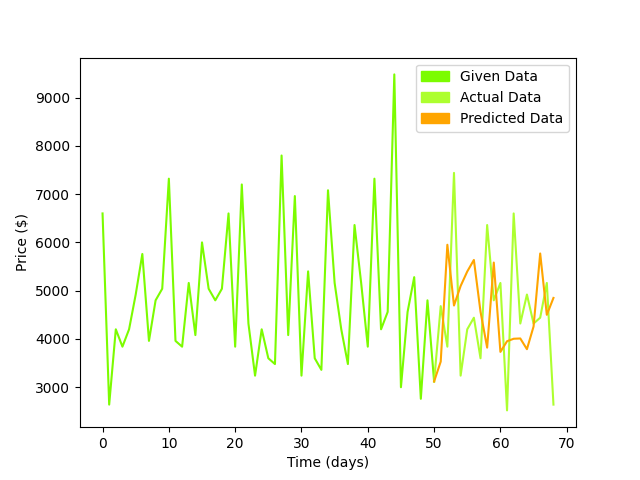 Given Data
Actual Data
Predicted Data
9000
8000
7000
6000
5000
4000
3000
Price ($)
0 10 20 30 40 50 60 70
Time (days)